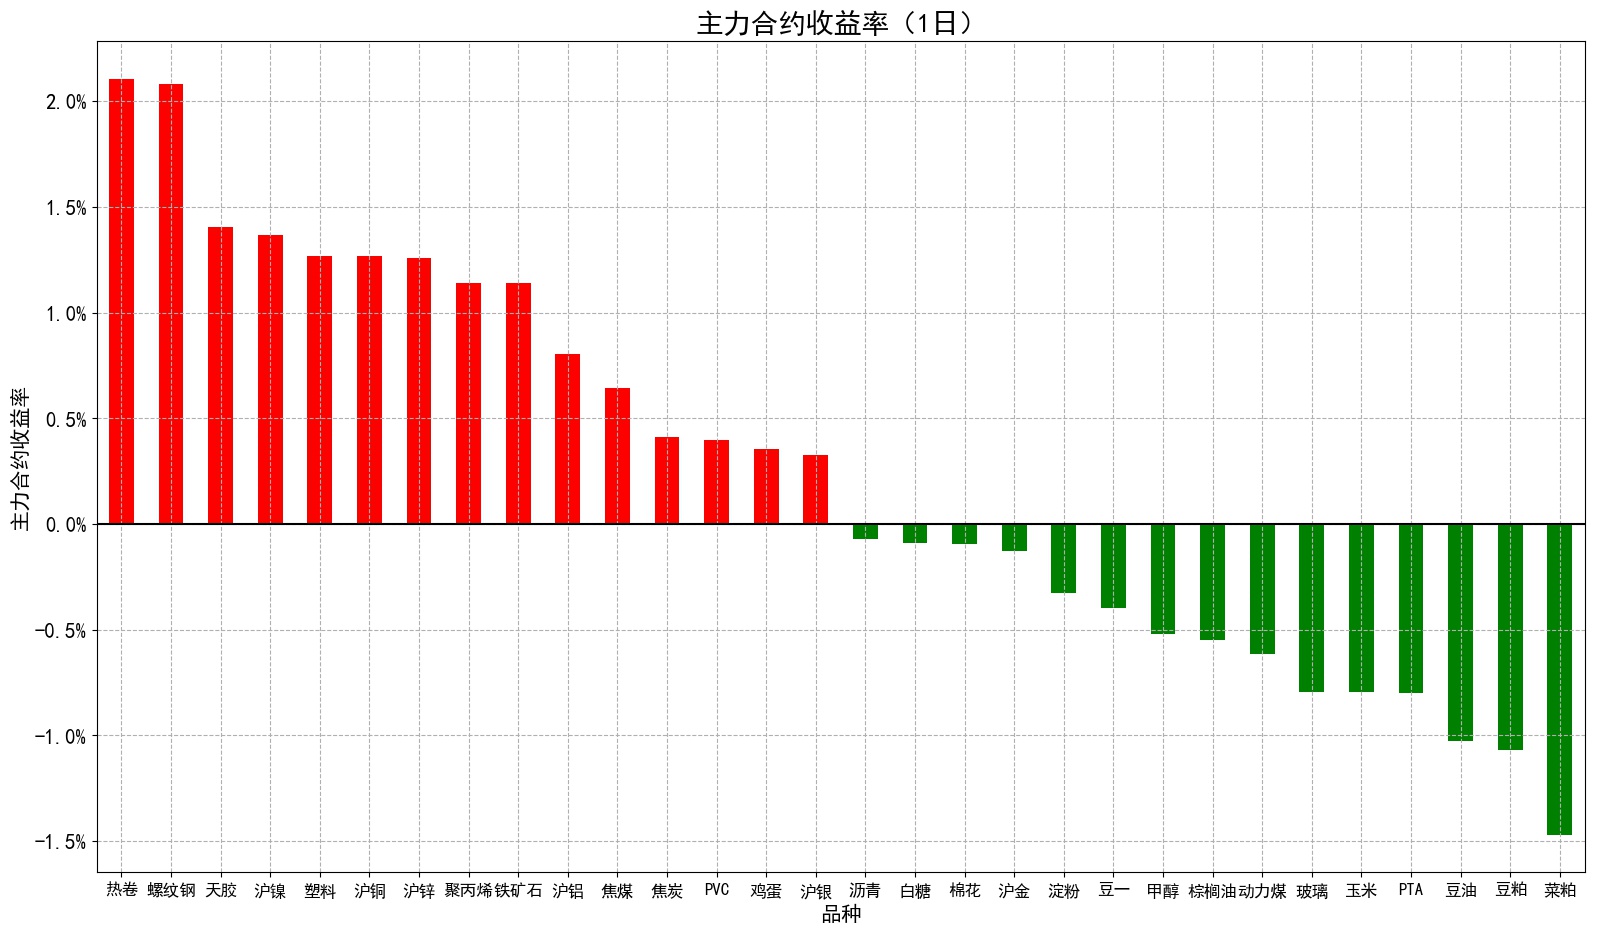 主力合约收益率（1日）
主力合约收益率
2.0%
1.5%
1.0%
0.5%
0.0%
−0.5%
−1.0%
−1.5%
热卷 螺纹钢 天胶 沪镍 塑料 沪铜 沪锌 聚丙烯 铁矿石 沪铝 焦煤 焦炭 PVC 鸡蛋 沪银 沥青 白糖 棉花 沪金 淀粉 豆一 甲醇 棕榈油 动力煤 玻璃 玉米 PTA 豆油 豆粕 菜粕
品种